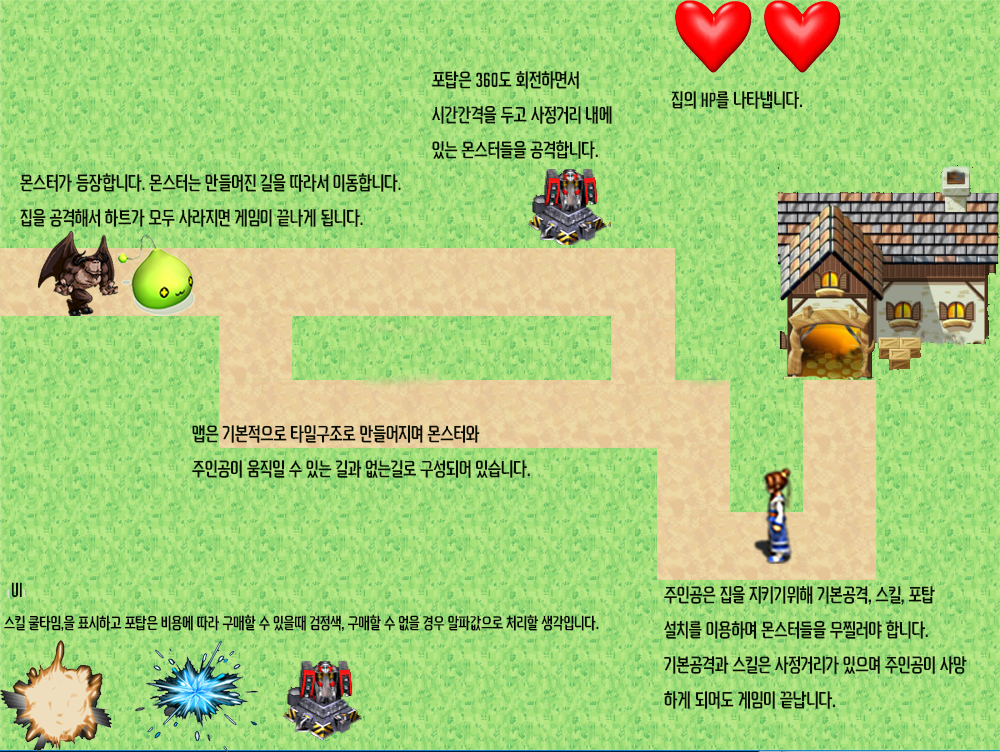 포탑은 360도 회전하면서
시간간격을 두고 사정거리 내에
있는 몬스터들을 공격합니다.
집의 HP를 나타냅니다.
몬스터가 등장합니다. 몬스터는 만들어진 길을 따라서 이동합니다.
집을 공격해서 하트가 모두 사라지면 게임이 끝나게 됩니다.
맵은 기본적으로 타일구조로 만들어지며 몬스터와
주인공이 움직일 수 있는 길과 없는길로 구성되어 있습니다.
UI
스킬 쿨타임,을 표시하고 포탑은 비용에 따라 구매할 수 있을때 검정색, 구매할 수 없을 경우 알파값으로 처리할 생각입니다.
주인공은 집을 지키기위해 기본공격, 스킬, 포탑
설치를 이용하며 몬스터들을 무찔러야 합니다.
기본공격과 스킬은 사정거리가 있으며 주인공이 사망
하게 되어도 게임이 끝납니다.